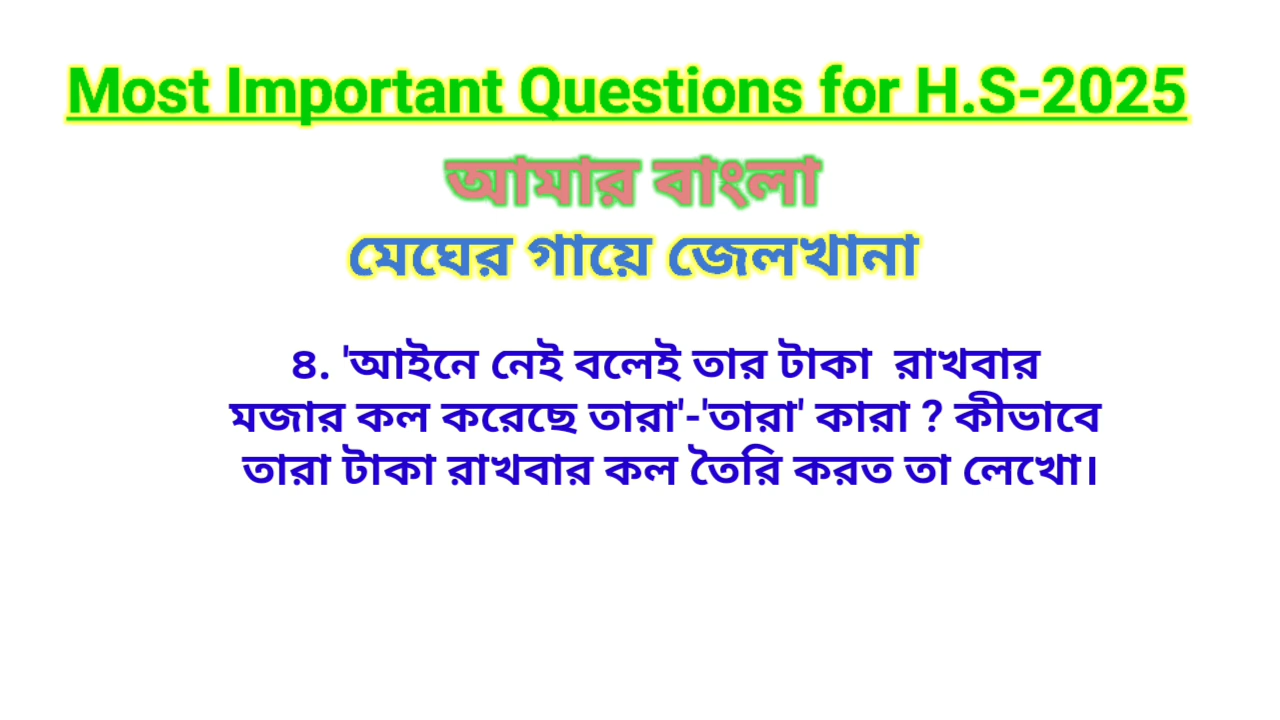 Most Important Questions for H.S-2025
আমার বাংলা
মেঘের গায়ে জেলখানা
৪. 'আইনে নেই বলেই তার টাকা রাখবার
মজার কল করেছে তারা'-'তারা' কারা ? কীভাবে
তারা টাকা রাখবার কল তৈরি করত তা লেখো।